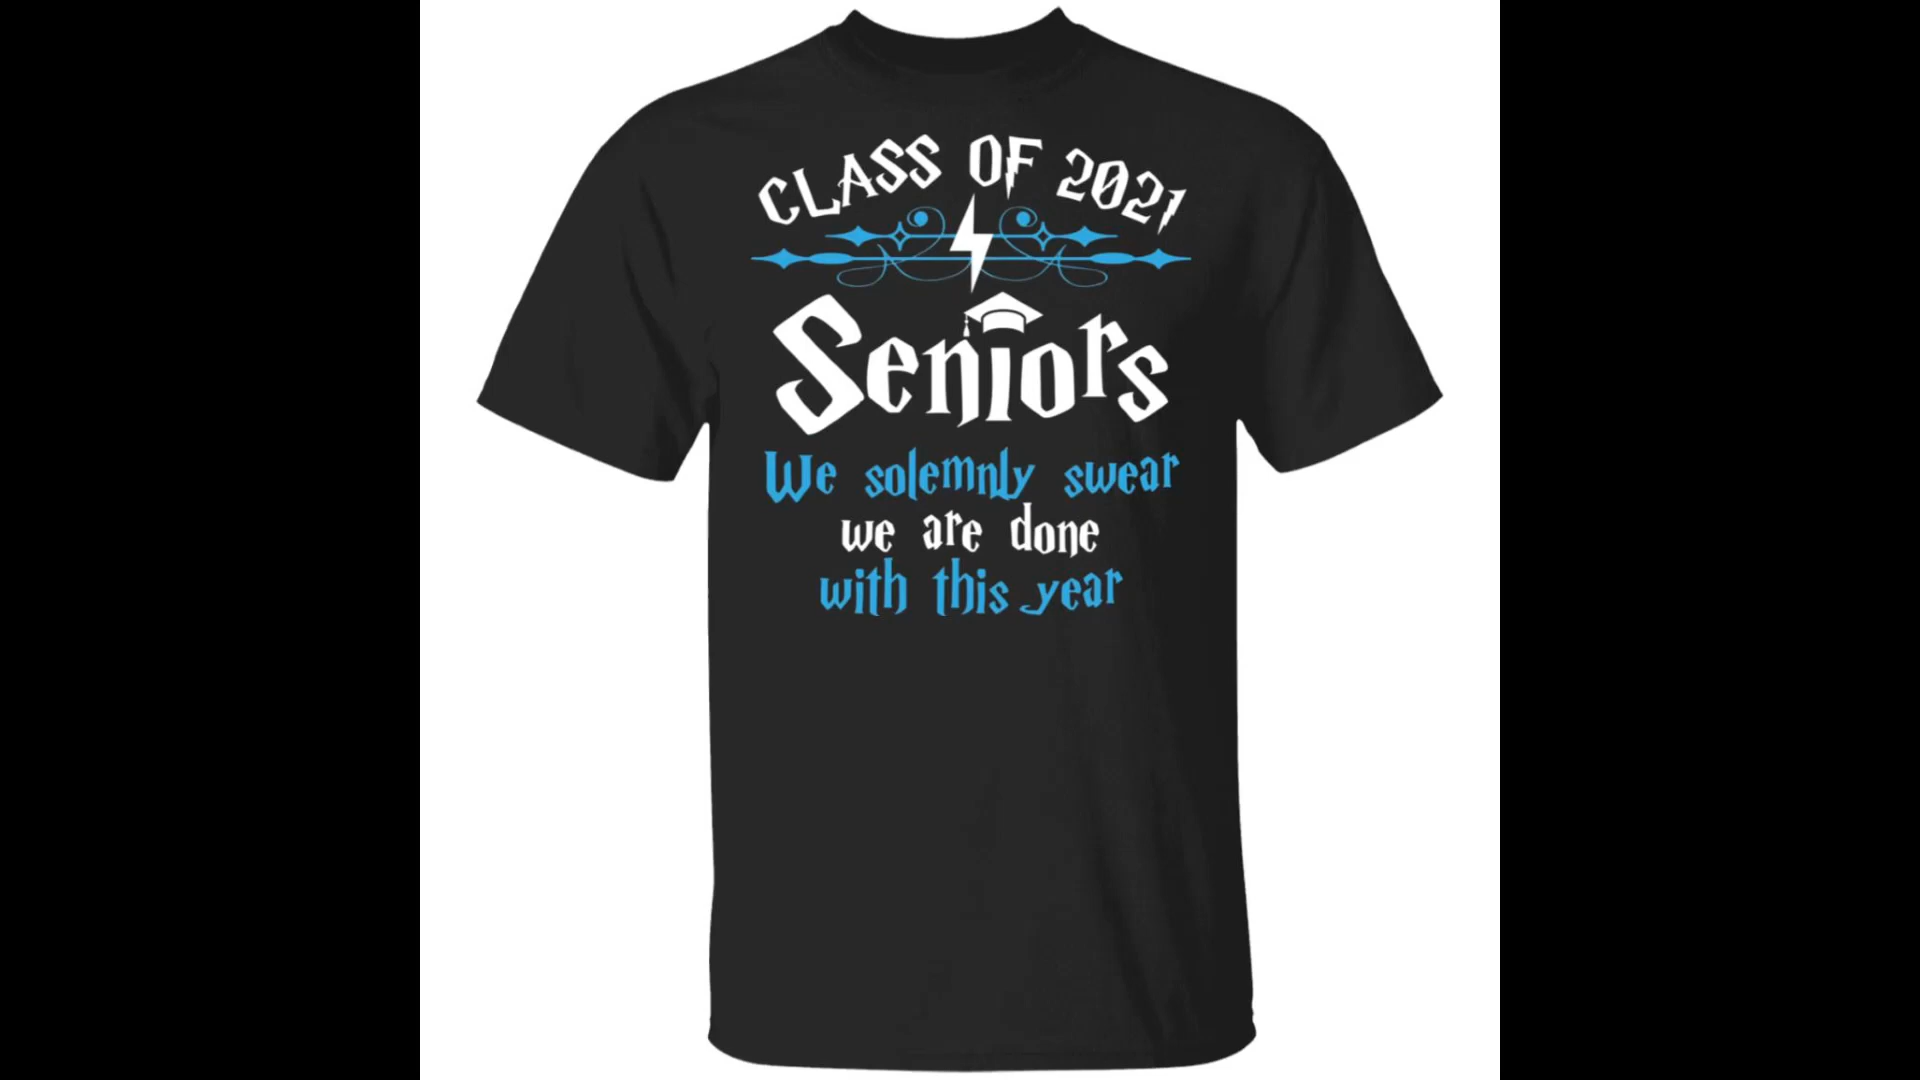 CLASS OF 2021
Seniors
We solemnly swear
we are done
with this year